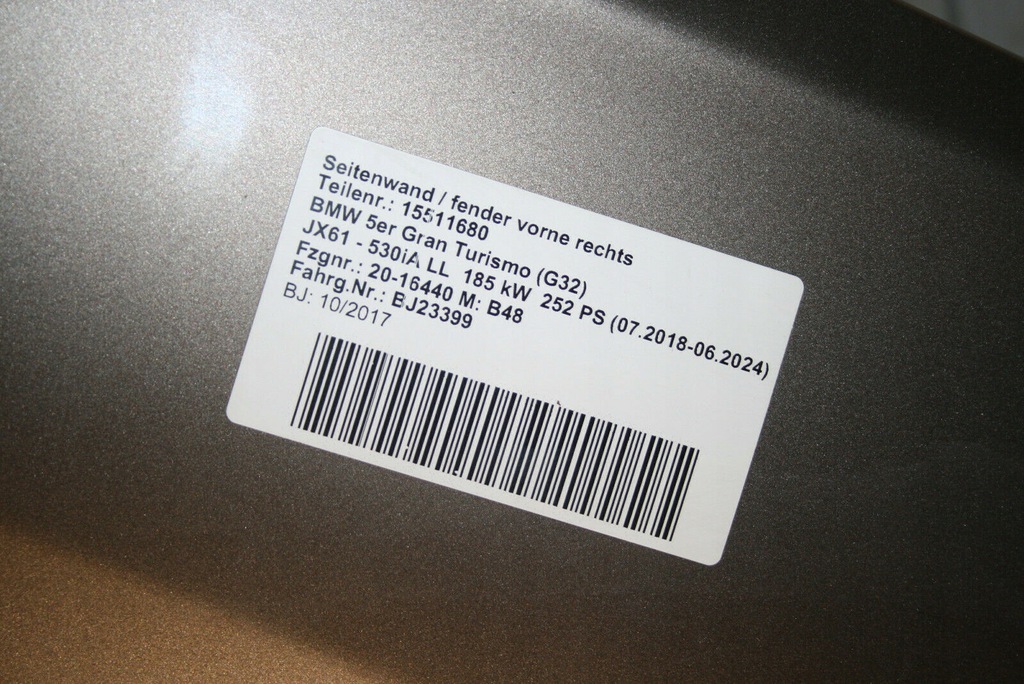 Seitenwand / fender vorne rechts
Teilenr.: 15511680
BMW 5er Gran Turismo (G32)
JX61 - 530iA LL 185 kW 252 PS (07.2018-06.2024)
Fzgnr.: 20-16440 M: B48
Fahrg.Nr.: BJ23399
BJ: 10/2017